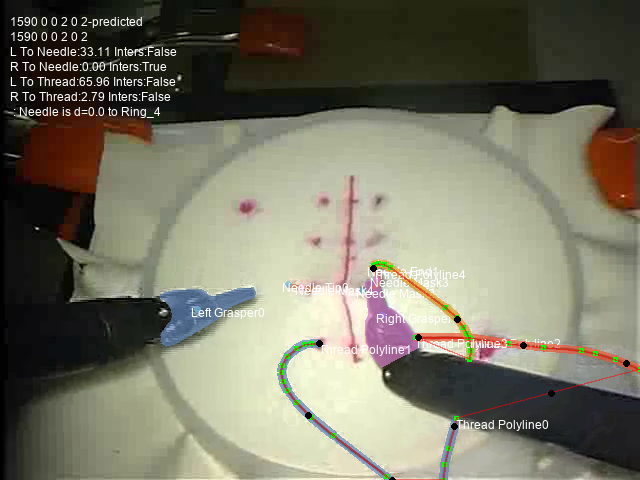 1590 0 0 2 0 2-predicted
1590 0 0 2 0 2
L To Needle:33.11 Inters:False
R To Needle:0.00 Inters:True
L To Thread:65.96 Inters:False
R To Thread:2.79 Inters:False
: Needle is d=0.0 to Ring_4
Thread Polyline4
Left Grasper0
Right Grasper
Thread Polyline1
Thread Polyline3
Thread Polyline0